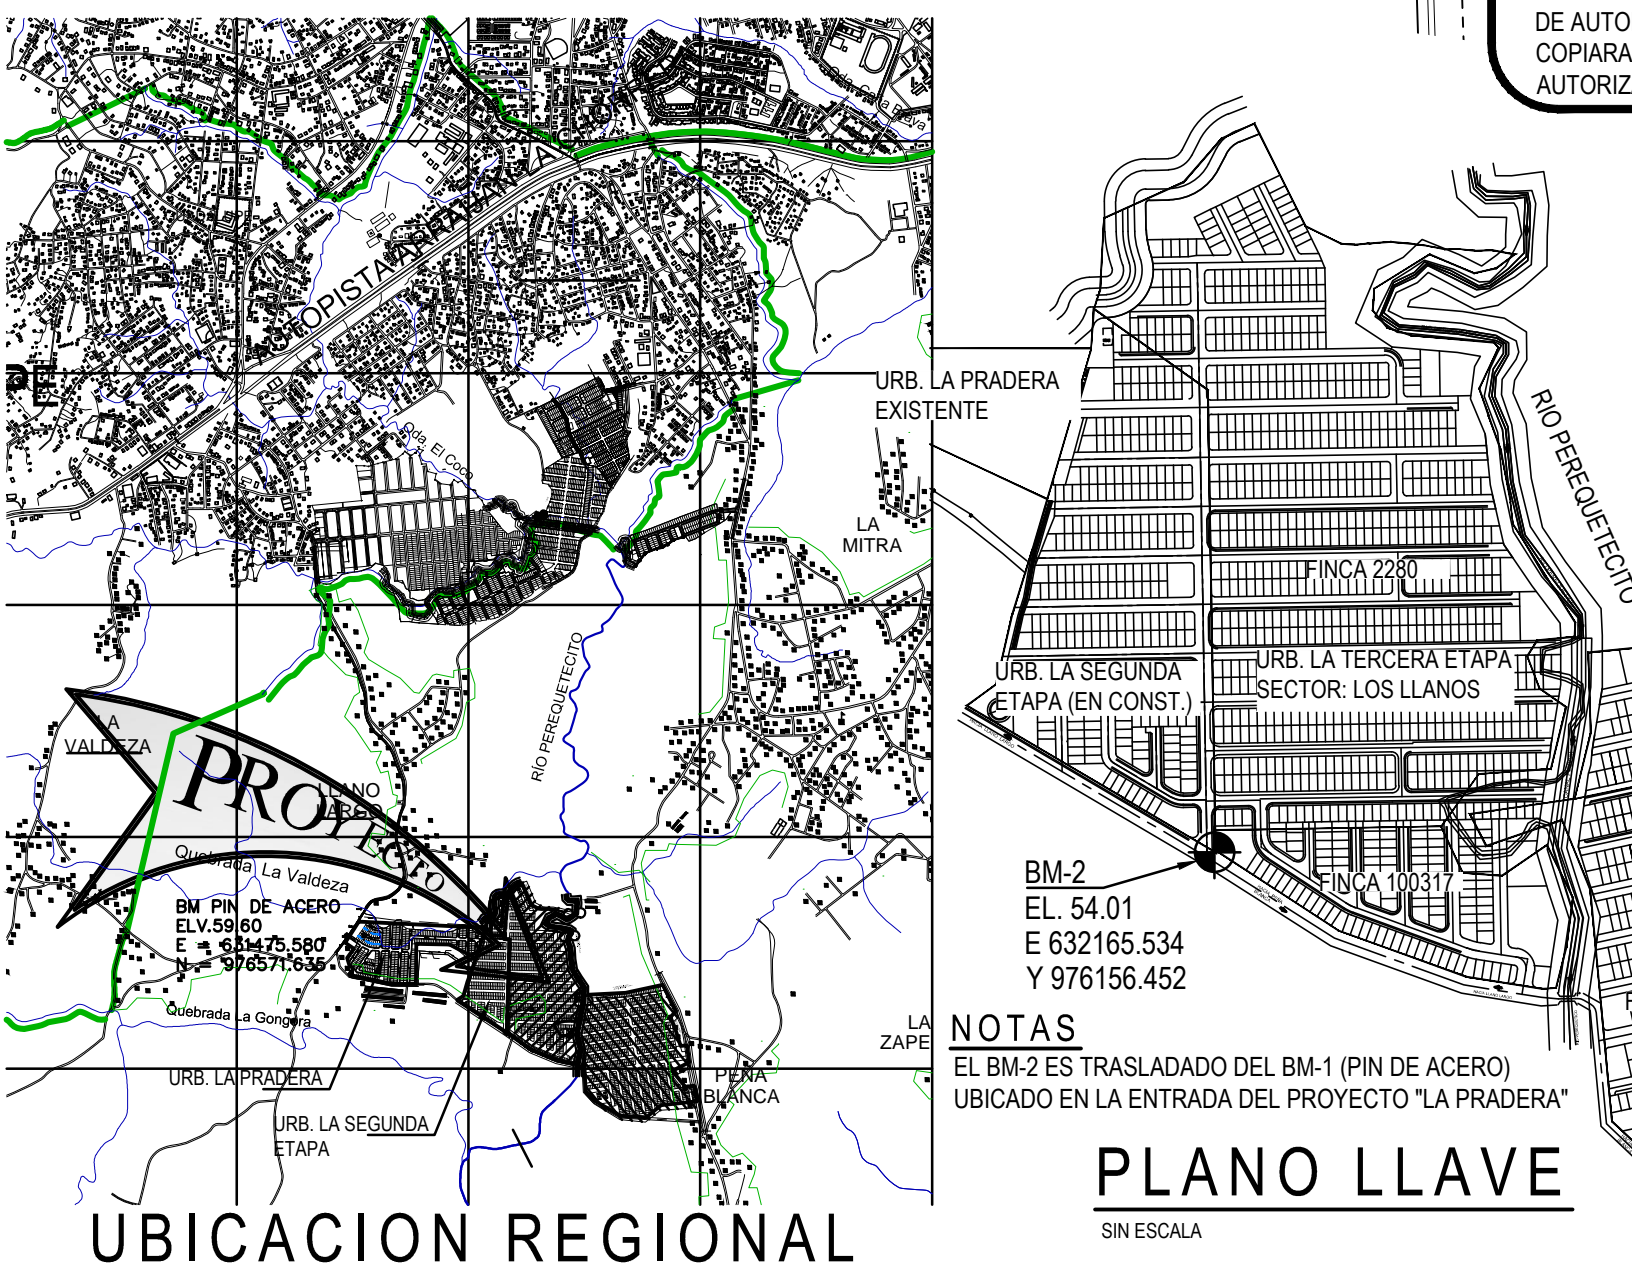 DE AUTO
COPIARA
AUTORIZ
Qda. El Coco
URB. LA PRADERA
EXISTENTE
LA
MITRA
RÍO PEREQUETECITO
LA
VALDEZA
PROYECTO
LLANO
LARGO
Quebrada La Valdeza
BM PIN DE ACERO
ELV.59.60
E = 631475.580
N = 976571.635
Quebrada La Gongora
URB. LA PRADERA
URB. LA SEGUNDA
ETAPA
PEÑA
BLANCA
LA
ZAPE
UBICACION REGIONAL
RIO PEREQUETECITO
FINCA 2280
URB. LA SEGUNDA
ETAPA (EN CONST.)
URB. LA TERCERA ETAPA
SECTOR: LOS LLANOS
FINCA 100317
BM-2
EL. 54.01
E 632165.534
Y 976156.452
NOTAS
EL BM-2 ES TRASLADADO DEL BM-1 (PIN DE ACERO)
UBICADO EN LA ENTRADA DEL PROYECTO "LA PRADERA"
PLANO LLAVE
SIN ESCALA